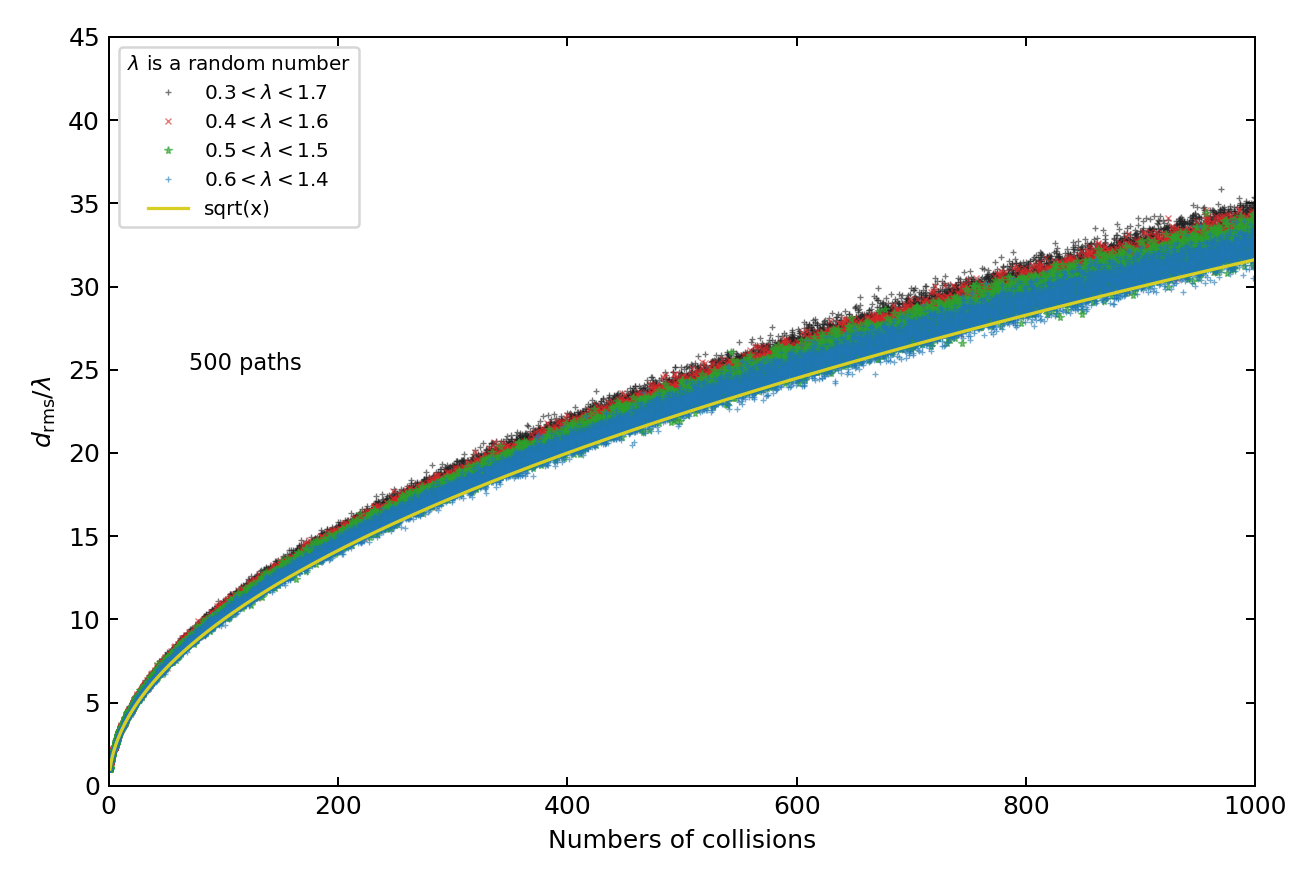 45
40
35
30
25
20
15
10
5
0
λ is a random number
0.3 < λ < 1.7
0.4 < λ < 1.6
0.5 < λ < 1.5
0.6 < λ < 1.4
sqrt(x)
500 paths
d_rms/λ
0 200 400 600 800 1000
Numbers of collisions